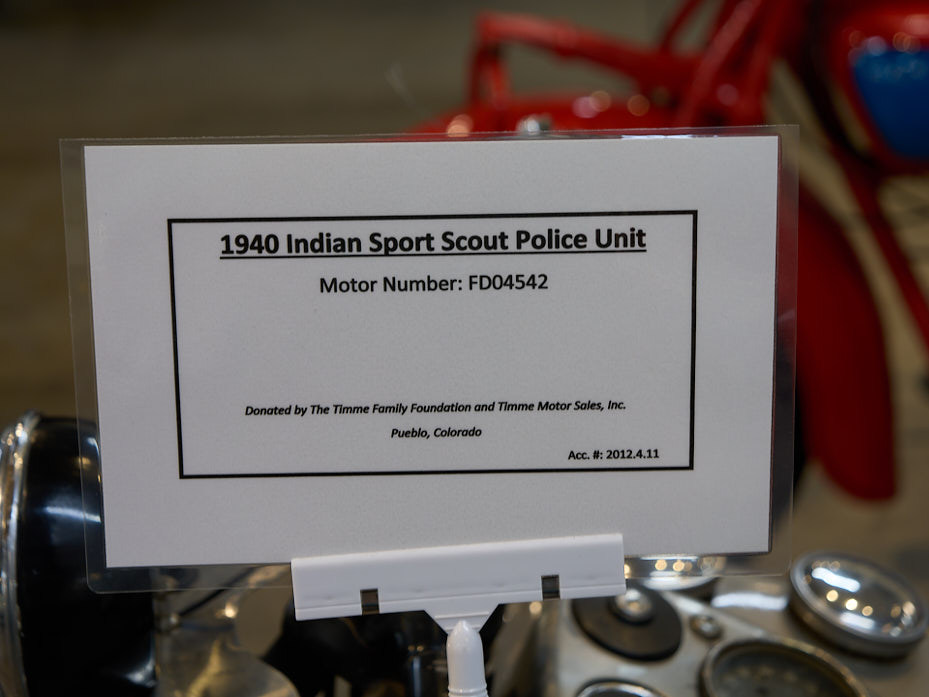 1940 Indian Sport Scout Police Unit
Motor Number: FD04542
Donated by The Timme Family Foundation and Timme Motor Sales, Inc.
Pueblo, Colorado
Acc. #: 2012.4.11